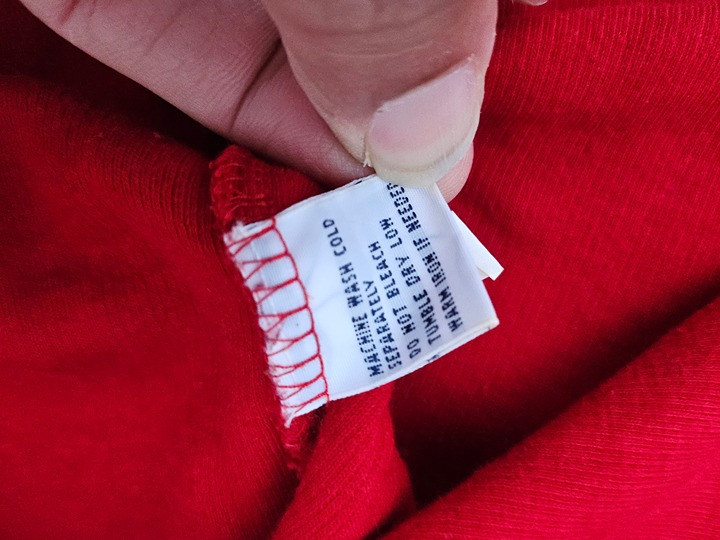 MACHINE WASH COLD
SEPARATELY
DO NOT BLEACH
TUMBLE DRY LOW
WARM IRON IF NEEDED